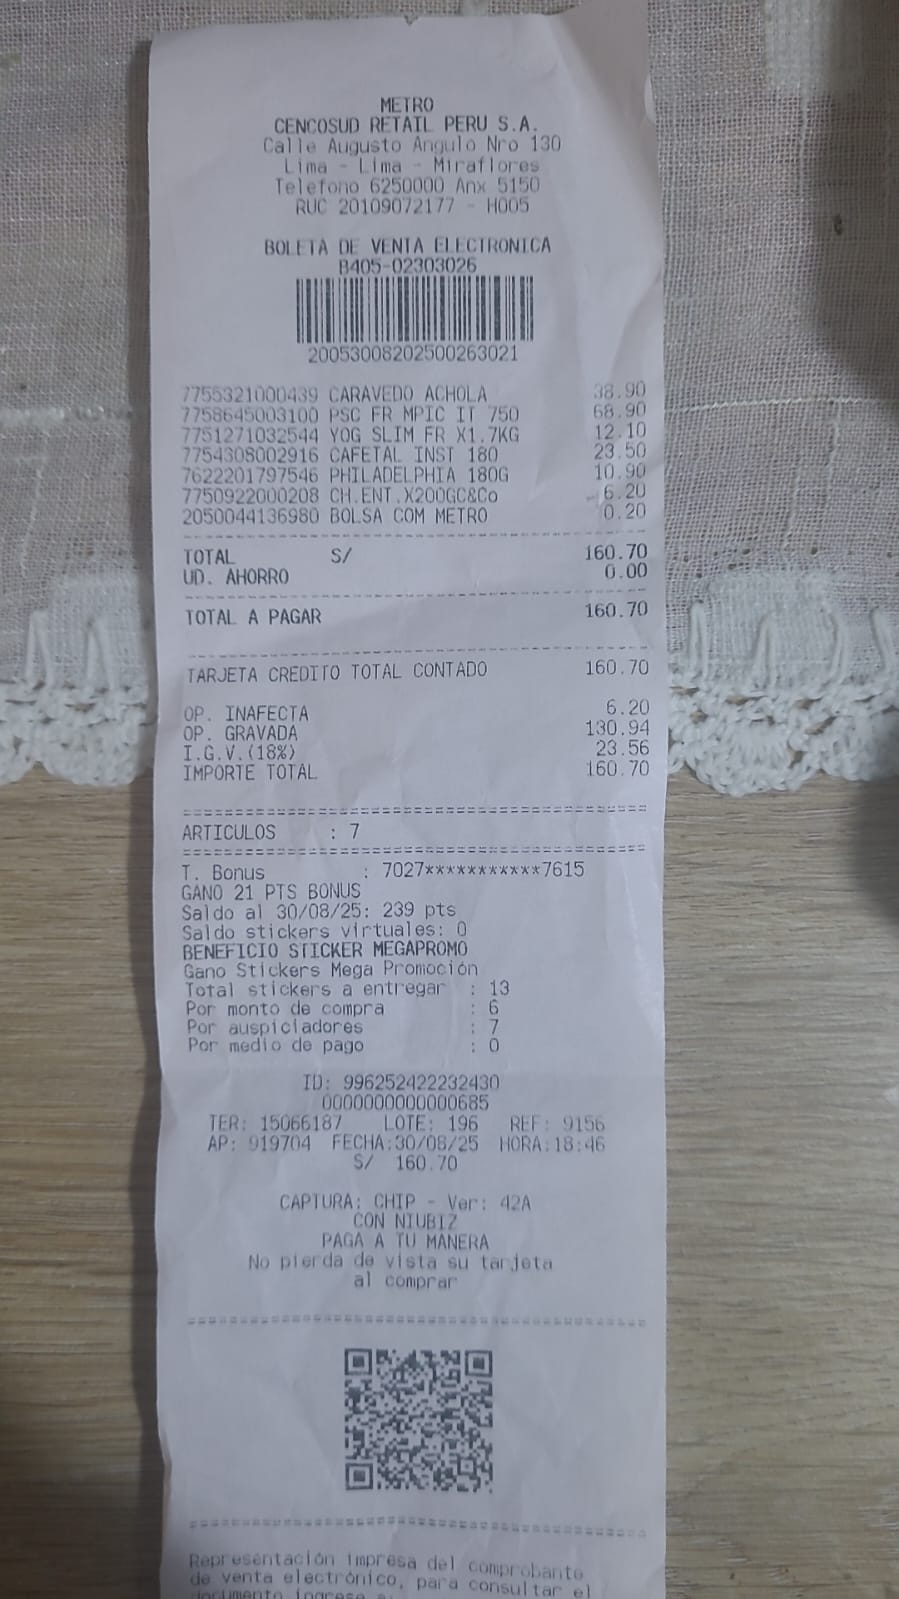 METRO
CENCOSUD RETAIL PERU S.A.
Calle Augusto Angulo Nro 130
Lima - Lima - Miraflores
Telefono 6250000 Anx 5150
RUC 20109072177 - H005
BOLETA DE VENTA ELECTRONICA
B405-02303026
20053008202500263021
7755321000439 CARAVEDO ACHOLA 38.90
7758645003100 PSC FR MPIC IT 750 68.90
7751271032544 YOG SLIM FR X1.7KG 12.10
7754308002916 CAFETAL INST 180 23.50
7622201797546 PHILADELPHIA 180G 10.90
7750922000208 CH.ENT.X200GC&Co 6.20
2050044136980 BOLSA COM METRO 0.20
TOTAL S/ 160.70
UD. AHORRO 0.00
TOTAL A PAGAR 160.70
TARJETA CREDITO TOTAL CONTADO 160.70
OP. INAFECTA 6.20
OP. GRAVADA 130.94
I.G.V.(18%) 23.56
IMPORTE TOTAL 160.70
ARTICULOS : 7
T. Bonus : 7027***********7615
GANO 21 PTS BONUS
Saldo al 30/08/25: 239 pts
Saldo stickers virtuales: 0
BENEFICIO STICKER MEGAPROMO
Gano Stickers Mega Promoción
Total stickers a entregar : 13
Por monto de compra : 6
Por auspiciadores : 7
Por medio de pago : 0
ID: 996252422232430
0000000000000685
TER: 15066187 LOTE: 196 REF: 9156
AP: 919704 FECHA:30/08/25 HORA:18:46
S/ 160.70
CAPTURA: CHIP - Ver: 42A
CON NIUBIZ
PAGA A TU MANERA
No pierda de vista su tarjeta
al comprar
Representación impresa del comprobante
de venta electrónico, para consultar el
documento ingrese a